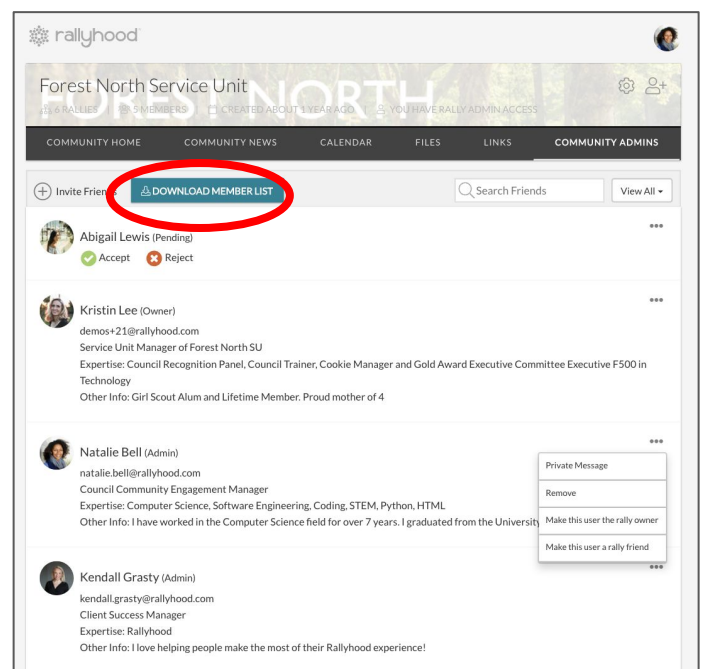 rallyhood
Forest North Service Unit
6 RALLIES | 5 MEMBERS | CREATED ABOUT 1 YEAR AGO | YOU HAVE RALLY ADMIN ACCESS
FOREST NORTH
COMMUNITY HOME COMMUNITY NEWS CALENDAR FILES LINKS COMMUNITY ADMINS
Invite Friends DOWNLOAD MEMBER LIST Search Friends View All
Abigail Lewis (Pending)
Accept Reject
Kristin Lee (Owner)
demos+21@rallyhood.com
Service Unit Manager of Forest North SU
Expertise: Council Recognition Panel, Council Trainer, Cookie Manager and Gold Award Executive Committee Executive F500 in
Technology
Other Info: Girl Scout Alum and Lifetime Member. Proud mother of 4
Natalie Bell (Admin)
natalie.bell@rallyhood.com
Council Community Engagement Manager
Expertise: Computer Science, Software Engineering, Coding, STEM, Python, HTML
Other Info: I have worked in the Computer Science field for over 7 years. I graduated from the University
Private Message
Remove
Make this user the rally owner
Make this user a rally friend
Kendall Grasty (Admin)
kendall.grasty@rallyhood.com
Client Success Manager
Expertise: Rallyhood
Other Info: I love helping people make the most of their Rallyhood experience!